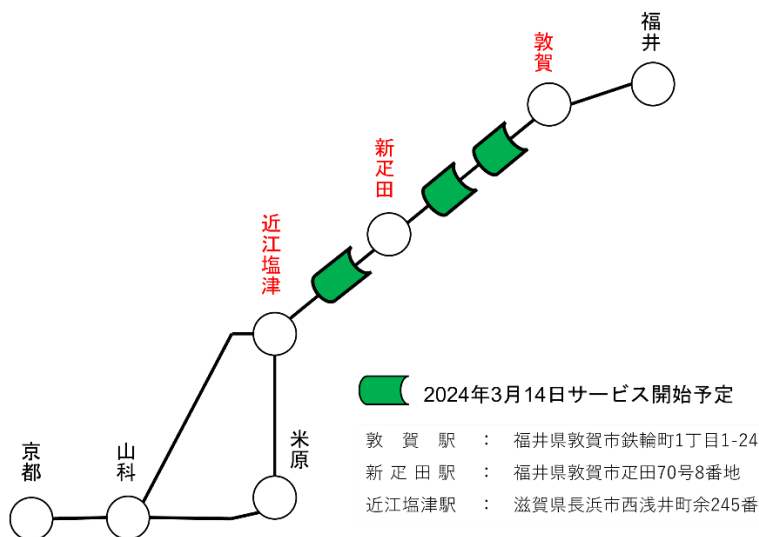 福井
敦賀
新疋田
近江塩津
米原
山科
京都
2024年3月14日サービス開始予定
敦賀駅 : 福井県敦賀市鉄輪町1丁目1-24
新疋田駅 : 福井県敦賀市疋田70号8番地
近江塩津駅 : 滋賀県長浜市西浅井町余245番